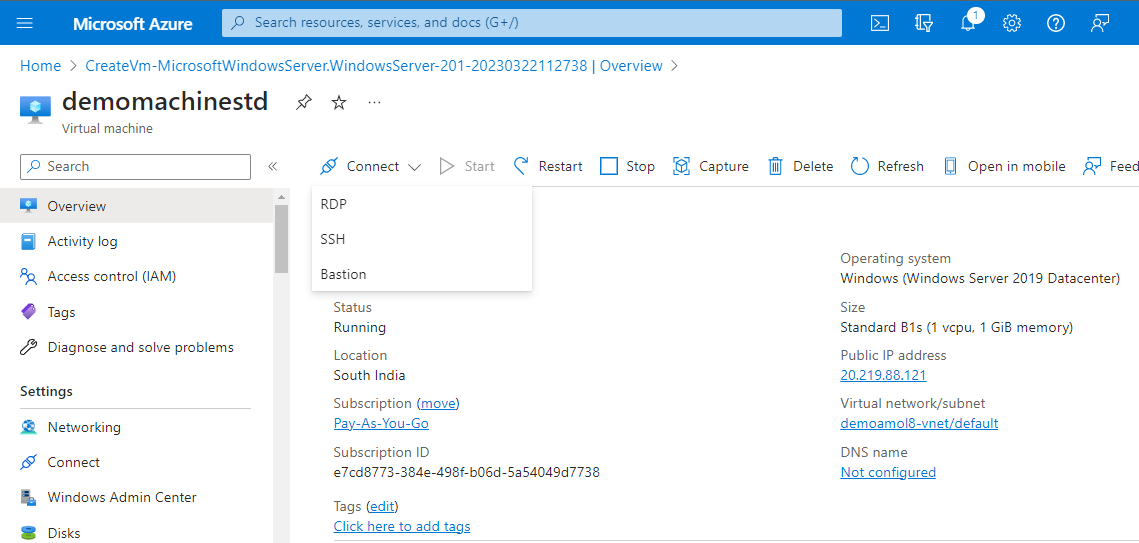 Microsoft Azure
Search resources, services, and docs (G+/)
1
Home > CreateVm-MicrosoftWindowsServer.WindowsServer-201-20230322112738 | Overview >
demomachinestd
Virtual machine
Search
«
Connect
Start
Restart
Stop
Capture
Delete
Refresh
Open in mobile
Feed
Overview
Activity log
Access control (IAM)
Tags
Diagnose and solve problems
Settings
Networking
Connect
Windows Admin Center
Disks
RDP
SSH
Bastion
Status
Running
Location
South India
Subscription (move)
Pay-As-You-Go
Subscription ID
e7cd8773-384e-498f-b06d-5a54049d7738
Tags (edit)
Click here to add tags
Operating system
Windows (Windows Server 2019 Datacenter)
Size
Standard B1s (1 vcpu, 1 GiB memory)
Public IP address
20.219.88.121
Virtual network/subnet
demoamol8-vnet/default
DNS name
Not configured